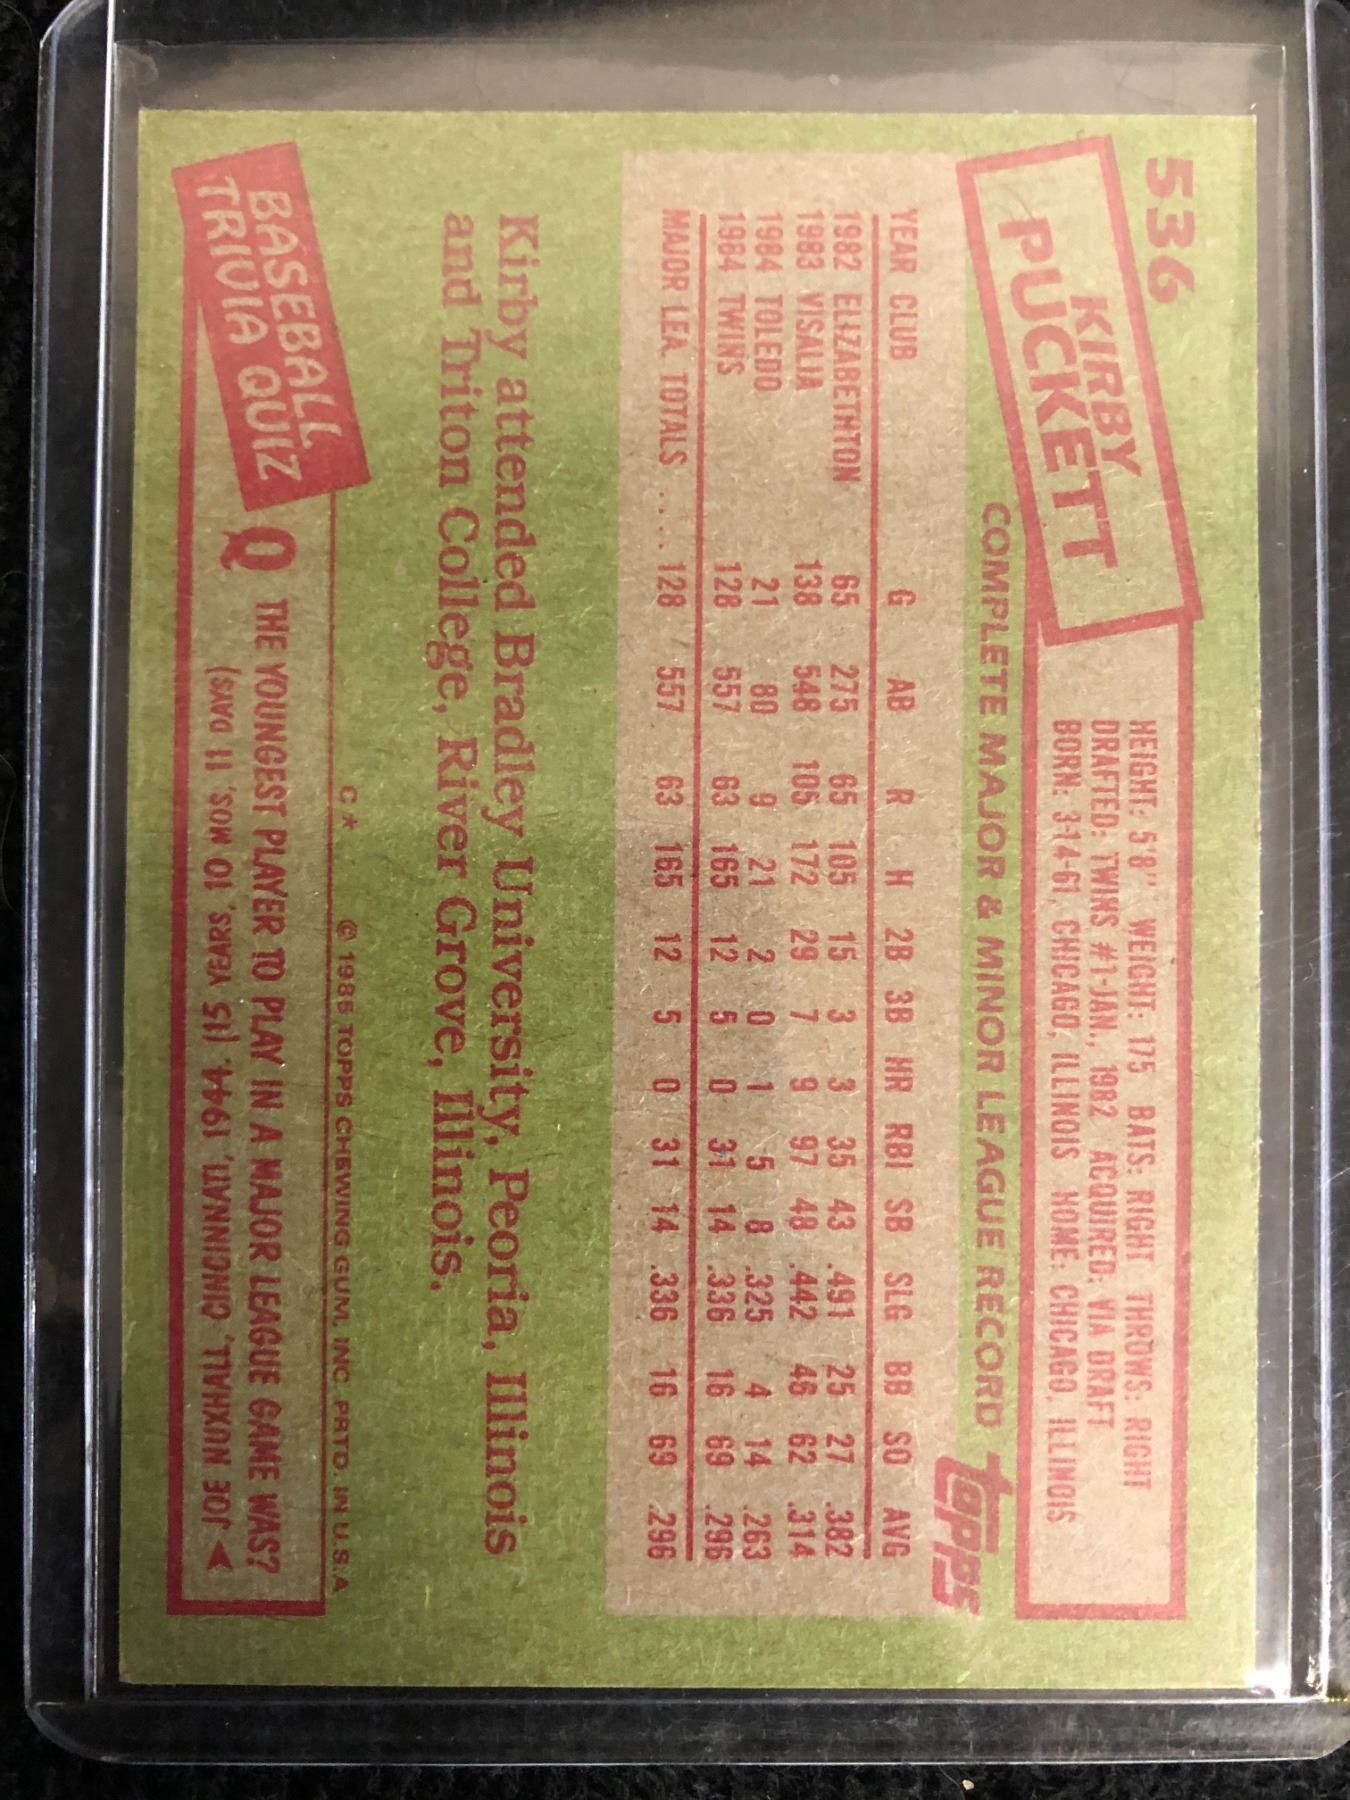 536
KIRBY
PUCKETT
HEIGHT: 5'8" WEIGHT: 175 BATS: RIGHT THROWS: RIGHT
DRAFTED: TWINS #1-JAN., 1982 ACQUIRED: VIA DRAFT
BORN: 3-14-61, CHICAGO, ILLINOIS HOME: CHICAGO, ILLINOIS
COMPLETE MAJOR & MINOR LEAGUE RECORD topps
YEAR CLUB G AB R H 2B 3B HR RBI SB SLG BB SO AVG
1982 ELIZABETHTON 65 275 65 105 15 3 3 35 43 .491 25 27 .382
1983 VISALIA 138 548 105 172 29 7 9 97 48 .442 46 62 .314
1984 TOLEDO 21 80 9 21 2 0 1 5 8 .325 4 14 .263
1984 TWINS 128 557 63 165 12 5 0 31 14 .336 16 69 .296
MAJOR LEA. TOTALS .... 128 557 63 165 12 5 0 31 14 .336 16 69 .296
Kirby attended Bradley University, Peoria, Illinois
and Triton College, River Grove, Illinois.
C* © 1985 TOPPS CHEWING GUM, INC. PRTD. IN U.S.A.
BASEBALL
TRIVIA QUIZ
Q THE YOUNGEST PLAYER TO PLAY IN A MAJOR LEAGUE GAME WAS?
JOE NUXHALL, CINCINNATI, 1944. (15 YEARS, 10 MOS, 11 DAYS)